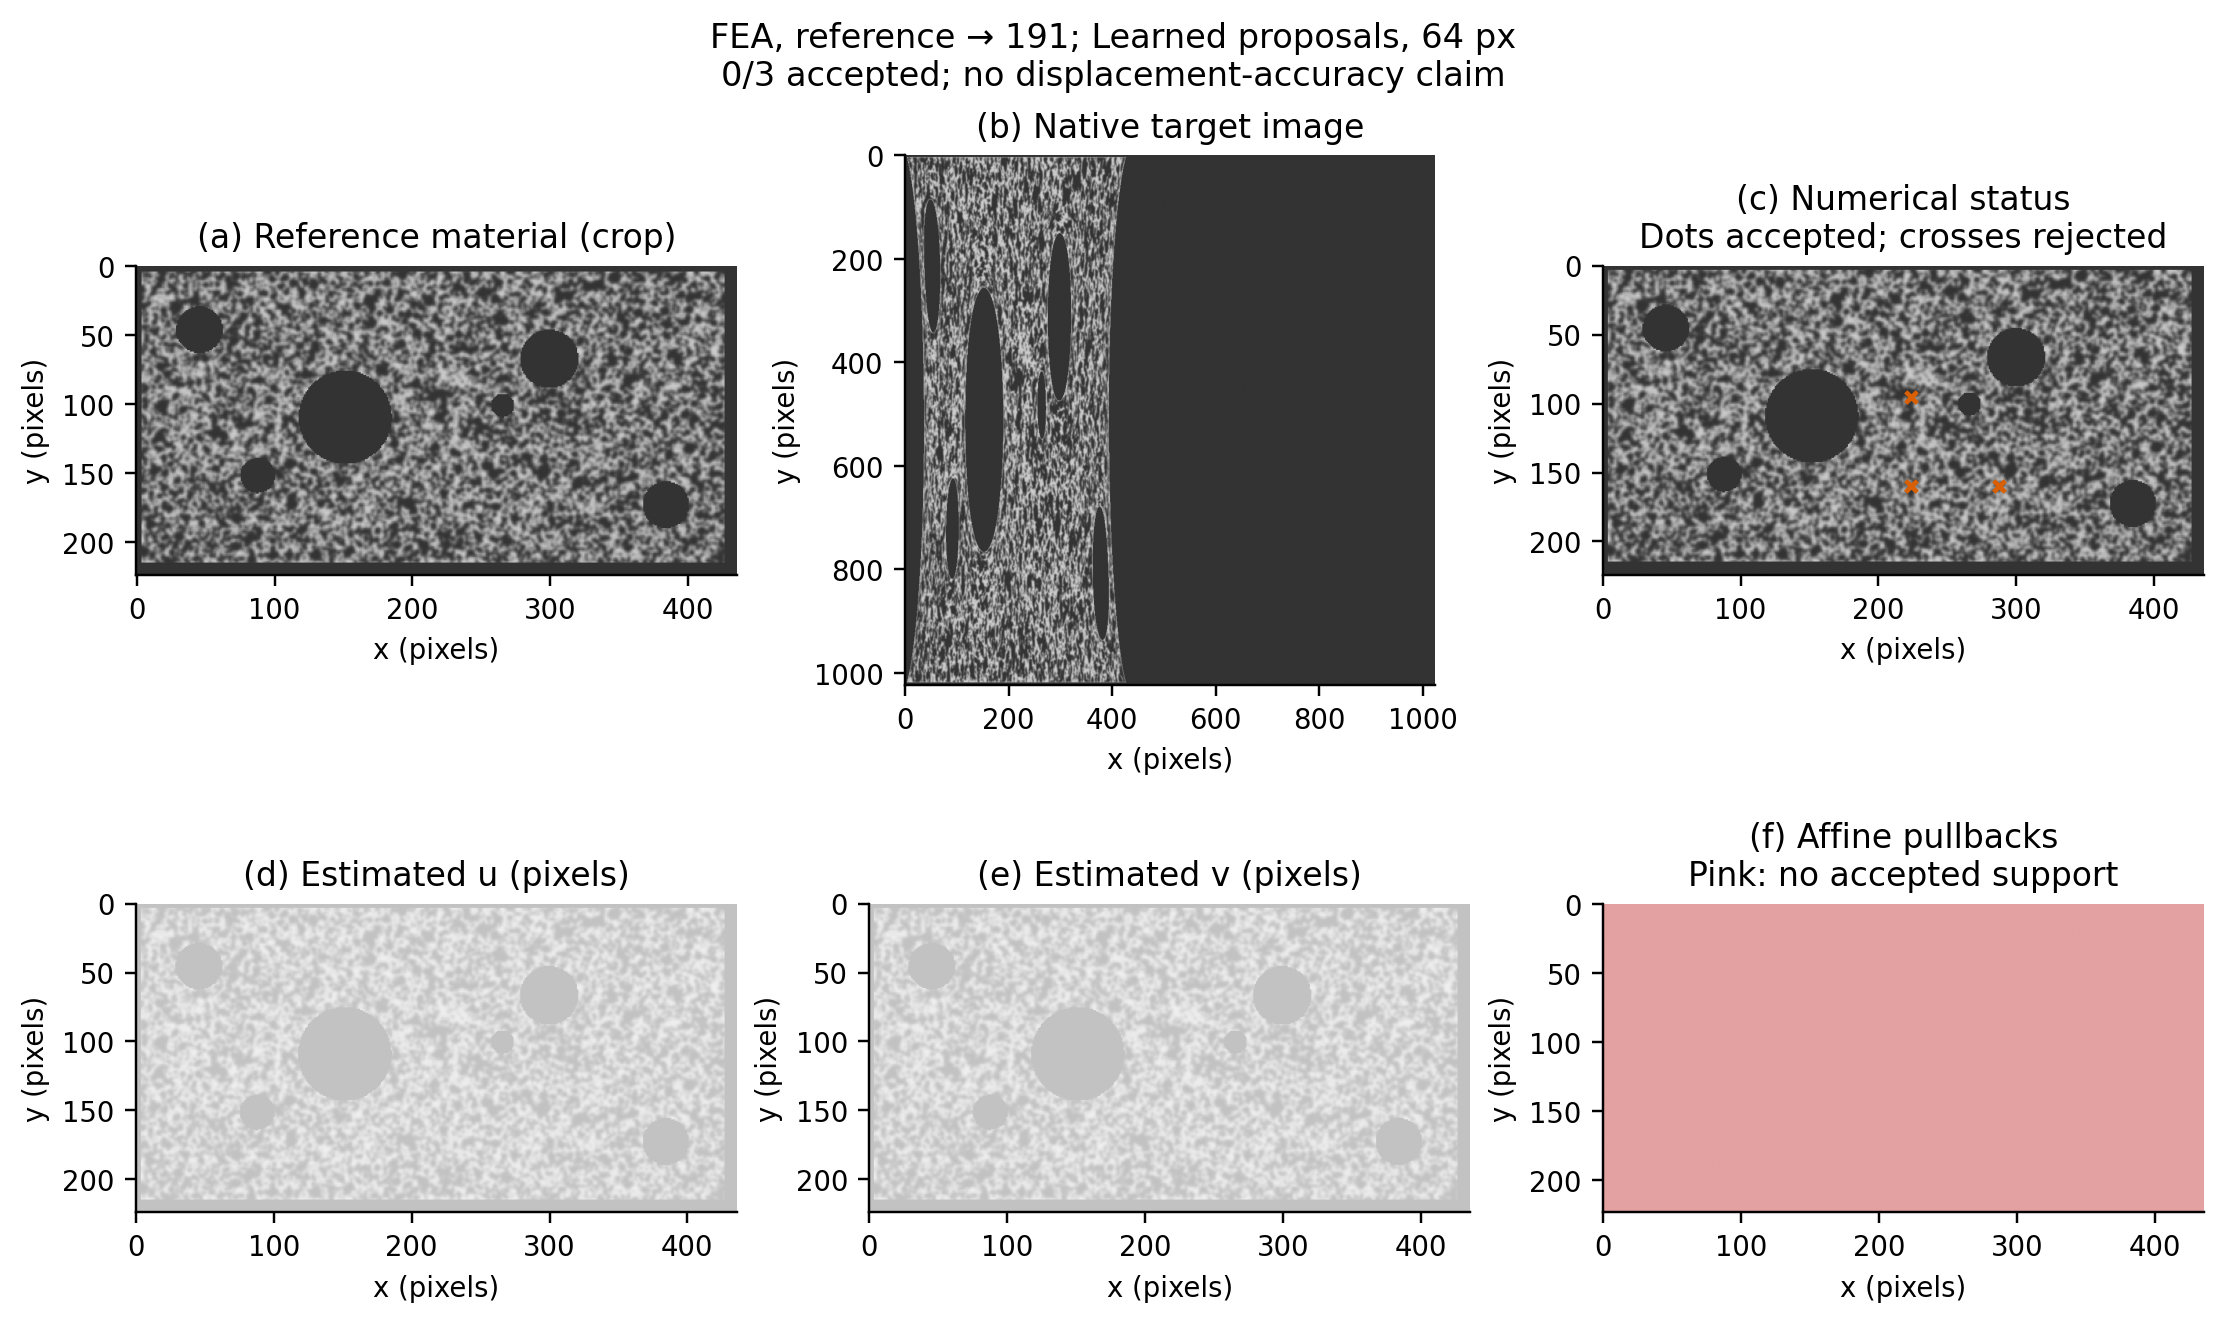 FEA, reference → 191; Learned proposals, 64 px
0/3 accepted; no displacement-accuracy claim
(a) Reference material (crop)
0
50
100
150
200
y (pixels)
0 100 200 300 400
x (pixels)
(b) Native target image
0
200
400
600
800
1000
y (pixels)
0 200 400 600 800 1000
x (pixels)
(c) Numerical status
Dots accepted; crosses rejected
0
50
100
150
200
y (pixels)
0 100 200 300 400
x (pixels)
(d) Estimated u (pixels)
0
50
100
150
200
y (pixels)
0 100 200 300 400
x (pixels)
(e) Estimated v (pixels)
0
50
100
150
200
y (pixels)
0 100 200 300 400
x (pixels)
(f) Affine pullbacks
Pink: no accepted support
0
50
100
150
200
y (pixels)
0 100 200 300 400
x (pixels)